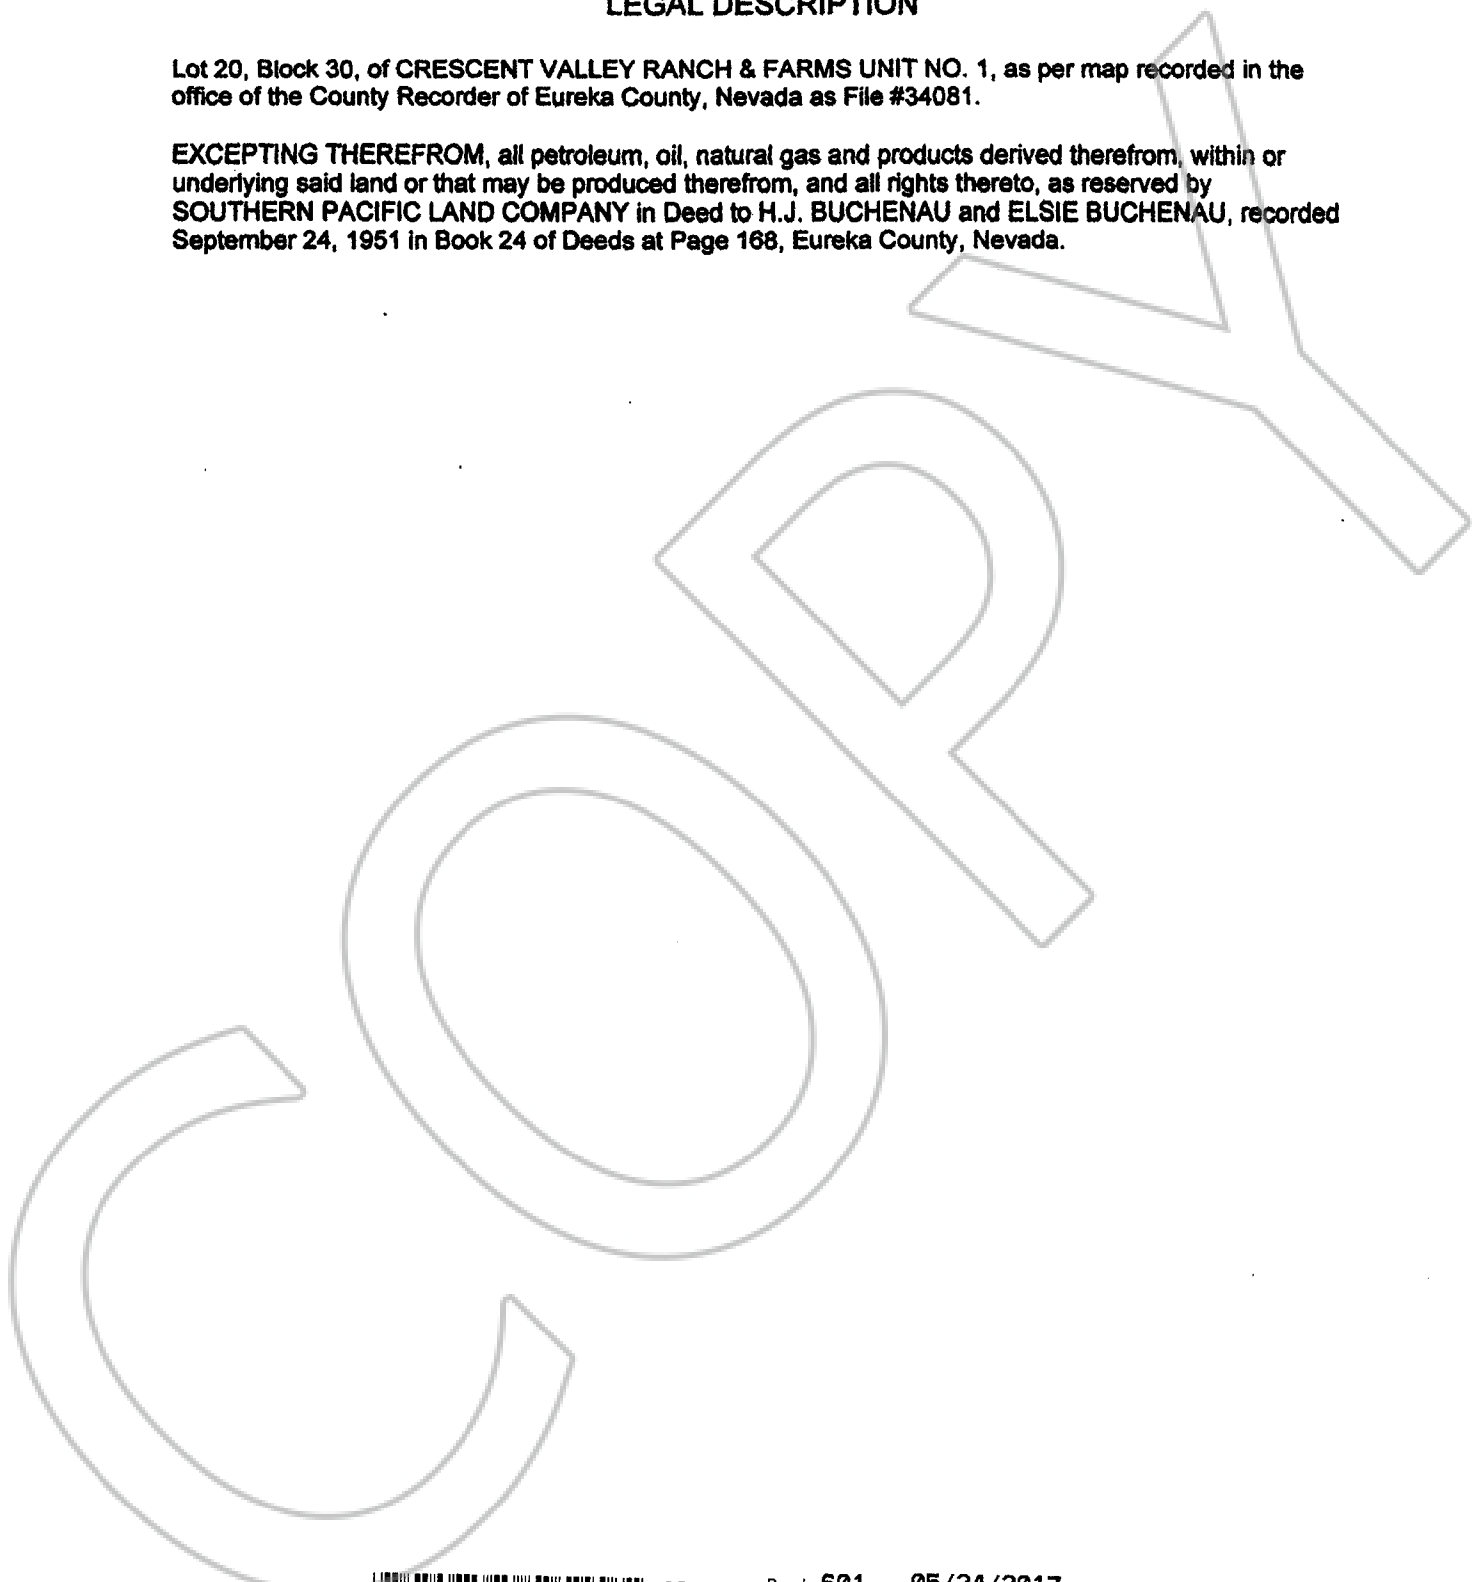 LEGAL DESCRIPTION
Lot 20, Block 30, of CRESCENT VALLEY RANCH & FARMS UNIT NO. 1, as per map recorded in the
office of the County Recorder of Eureka County, Nevada as File #34081.
EXCEPTING THEREFROM, all petroleum, oil, natural gas and products derived therefrom, within or
underlying said land or that may be produced therefrom, and all rights thereto, as reserved by
SOUTHERN PACIFIC LAND COMPANY in Deed to H.J. BUCHENAU and ELSIE BUCHENAU, recorded
September 24, 1951 in Book 24 of Deeds at Page 168, Eureka County, Nevada.
COPY
601 05/24/2017